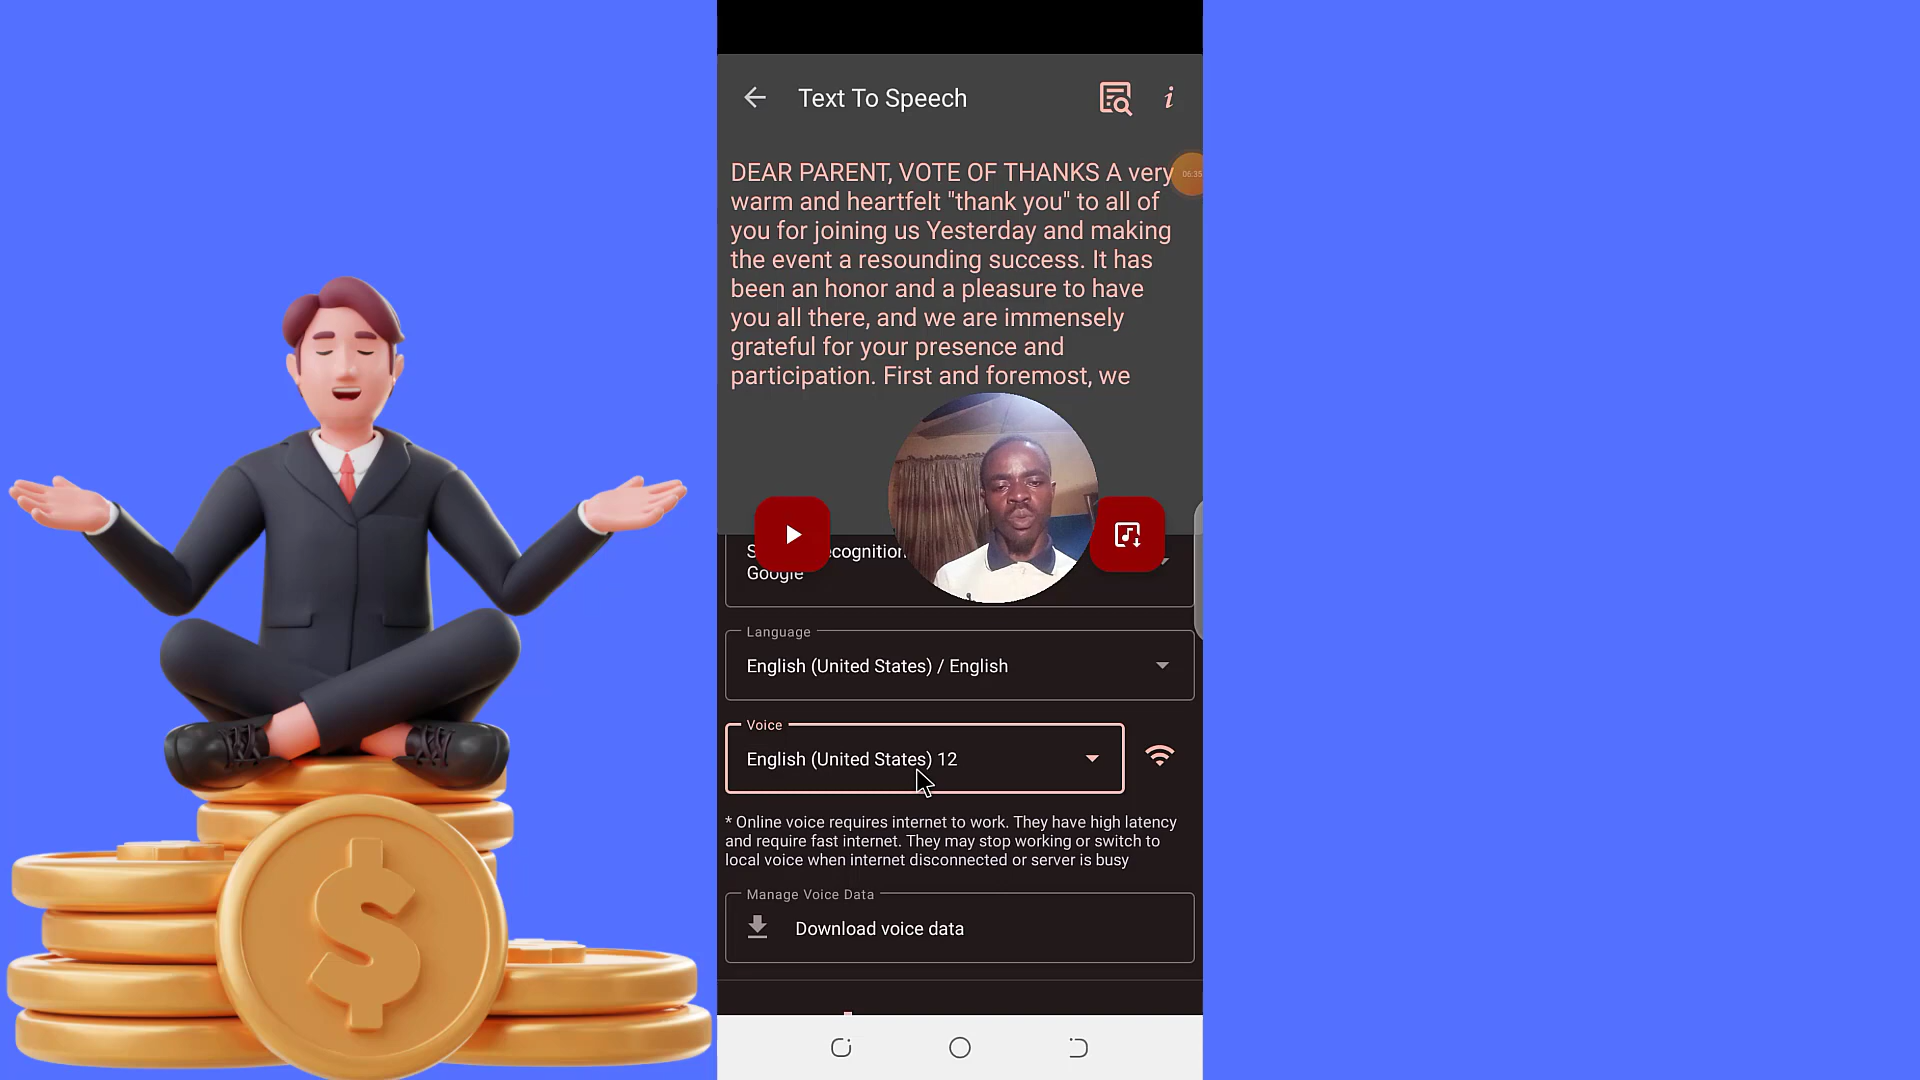 Text To Speech
i
DEAR PARENT, VOTE OF THANKS A very
warm and heartfelt "thank you" to all of
you for joining us Yesterday and making
the event a resounding success. It has
been an honor and a pleasure to have
you all there, and we are immensely
grateful for your presence and
participation. First and foremost, we
06:35
ecognition
Google
Language
English (United States) / English
Voice
English (United States) 12
* Online voice requires internet to work. They have high latency
and require fast internet. They may stop working or switch to
local voice when internet disconnected or server is busy
Manage Voice Data
Download voice data
$